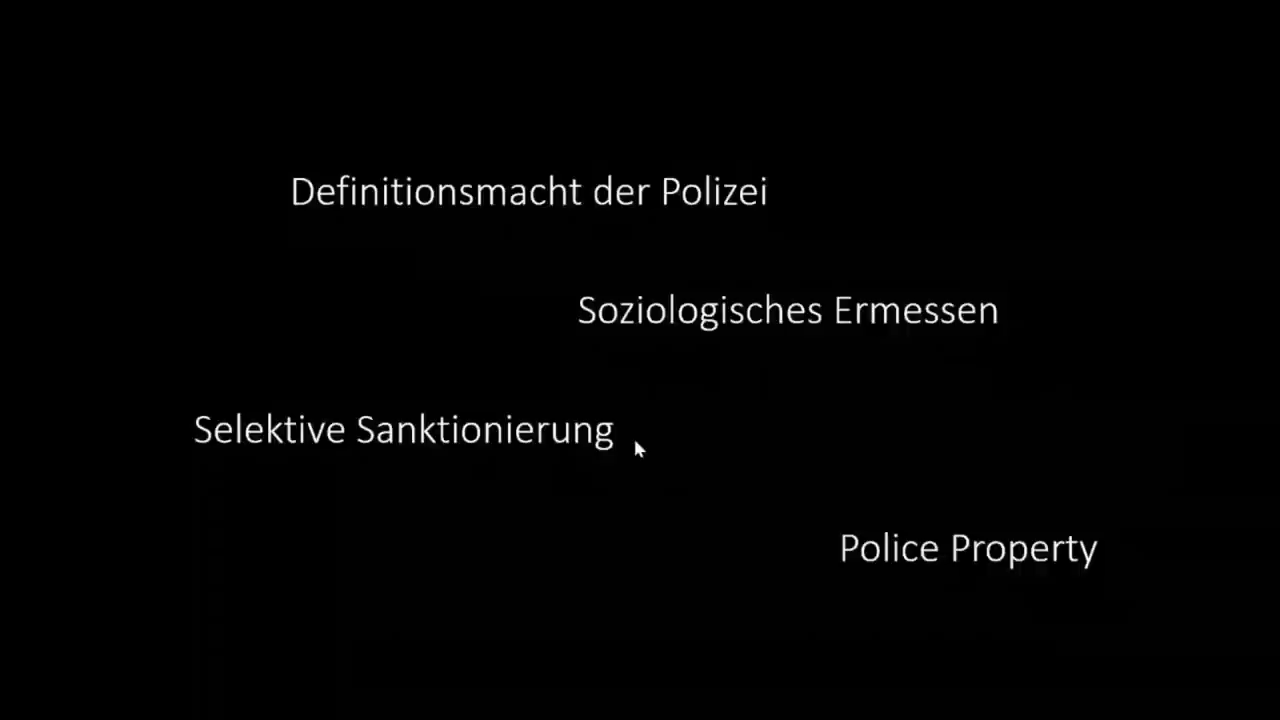 Definitionsmacht der Polizei
Soziologisches Ermessen
Selektive Sanktionierung
Police Property